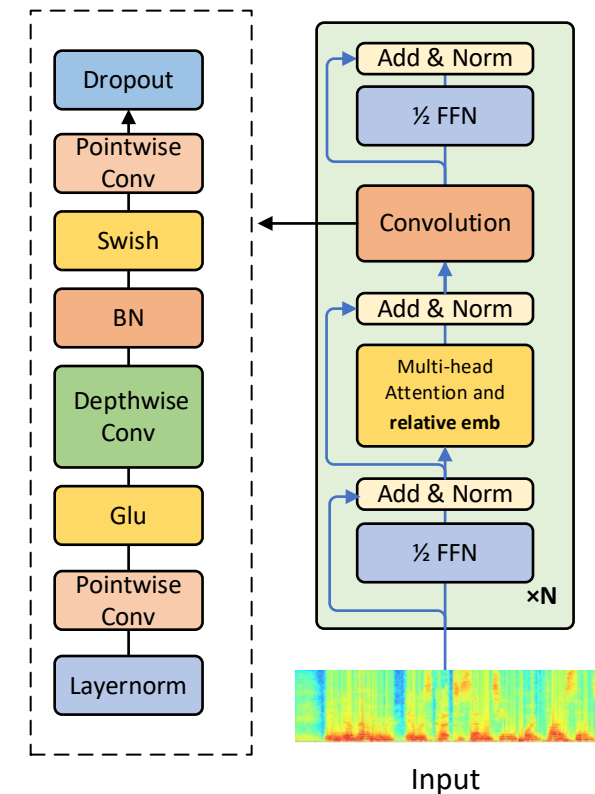 Dropout
Pointwise
Conv
Swish
BN
Depthwise
Conv
Glu
Pointwise
Conv
Layernorm
Add & Norm
½ FFN
Convolution
Add & Norm
Multi-head
Attention and
relative emb
Add & Norm
½ FFN
×N
Input